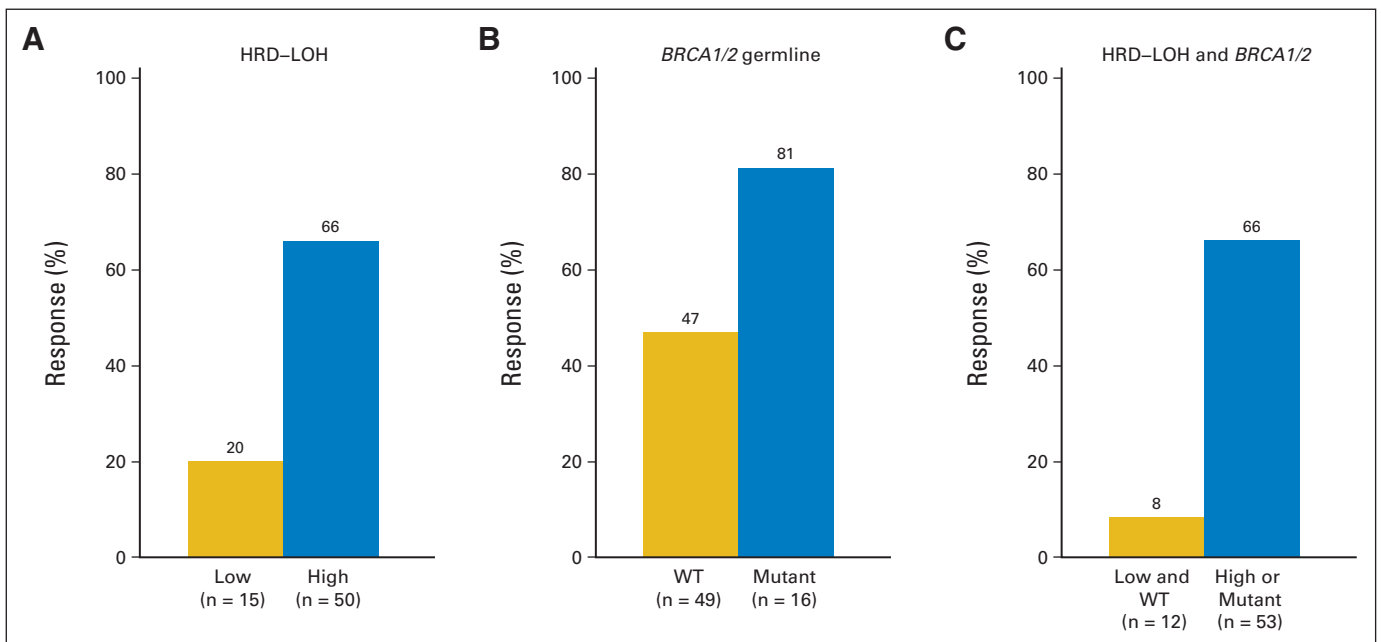 A
HRD–LOH
Response (%)
100
80
60
40
20
0
20
66
Low
(n = 15)
High
(n = 50)
B
BRCA1/2 germline
Response (%)
100
80
60
40
20
0
47
81
WT
(n = 49)
Mutant
(n = 16)
C
HRD–LOH and BRCA1/2
Response (%)
100
80
60
40
20
0
8
66
Low and
WT
(n = 12)
High or
Mutant
(n = 53)